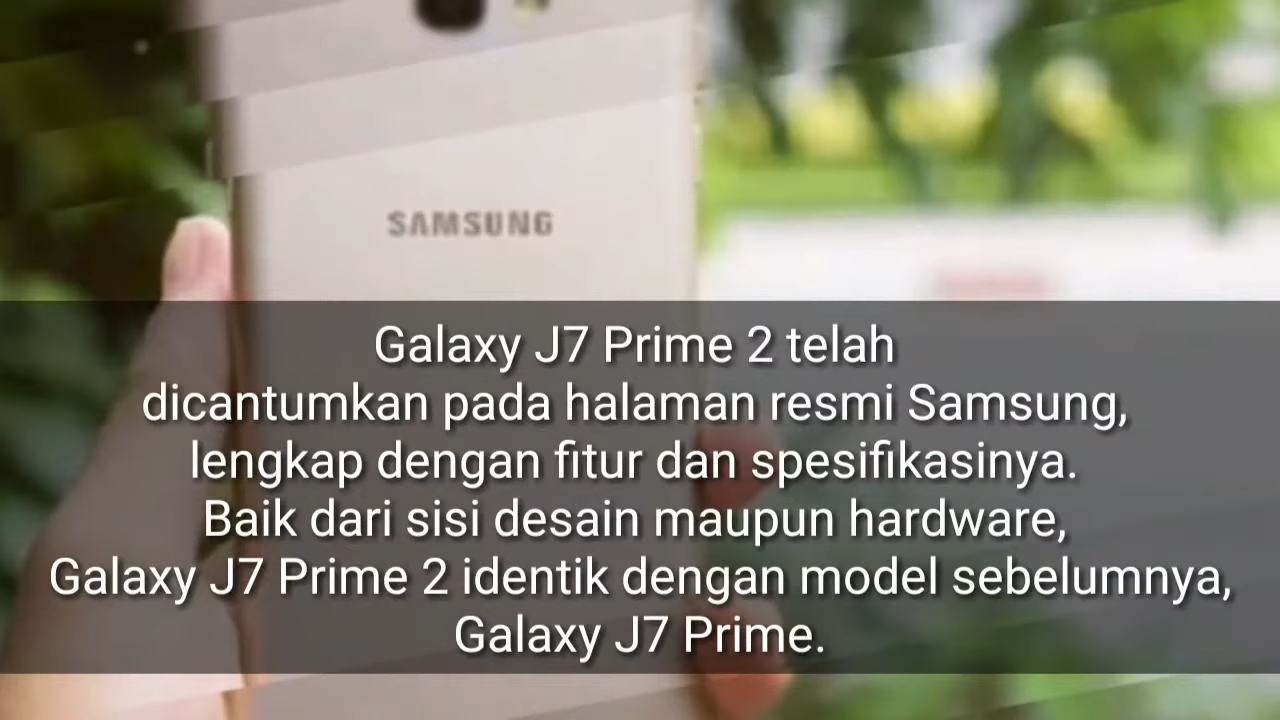 SAMSUNG
Galaxy J7 Prime 2 telah
dicantumkan pada halaman resmi Samsung,
lengkap dengan fitur dan spesifikasinya.
Baik dari sisi desain maupun hardware,
Galaxy J7 Prime 2 identik dengan model sebelumnya,
Galaxy J7 Prime.